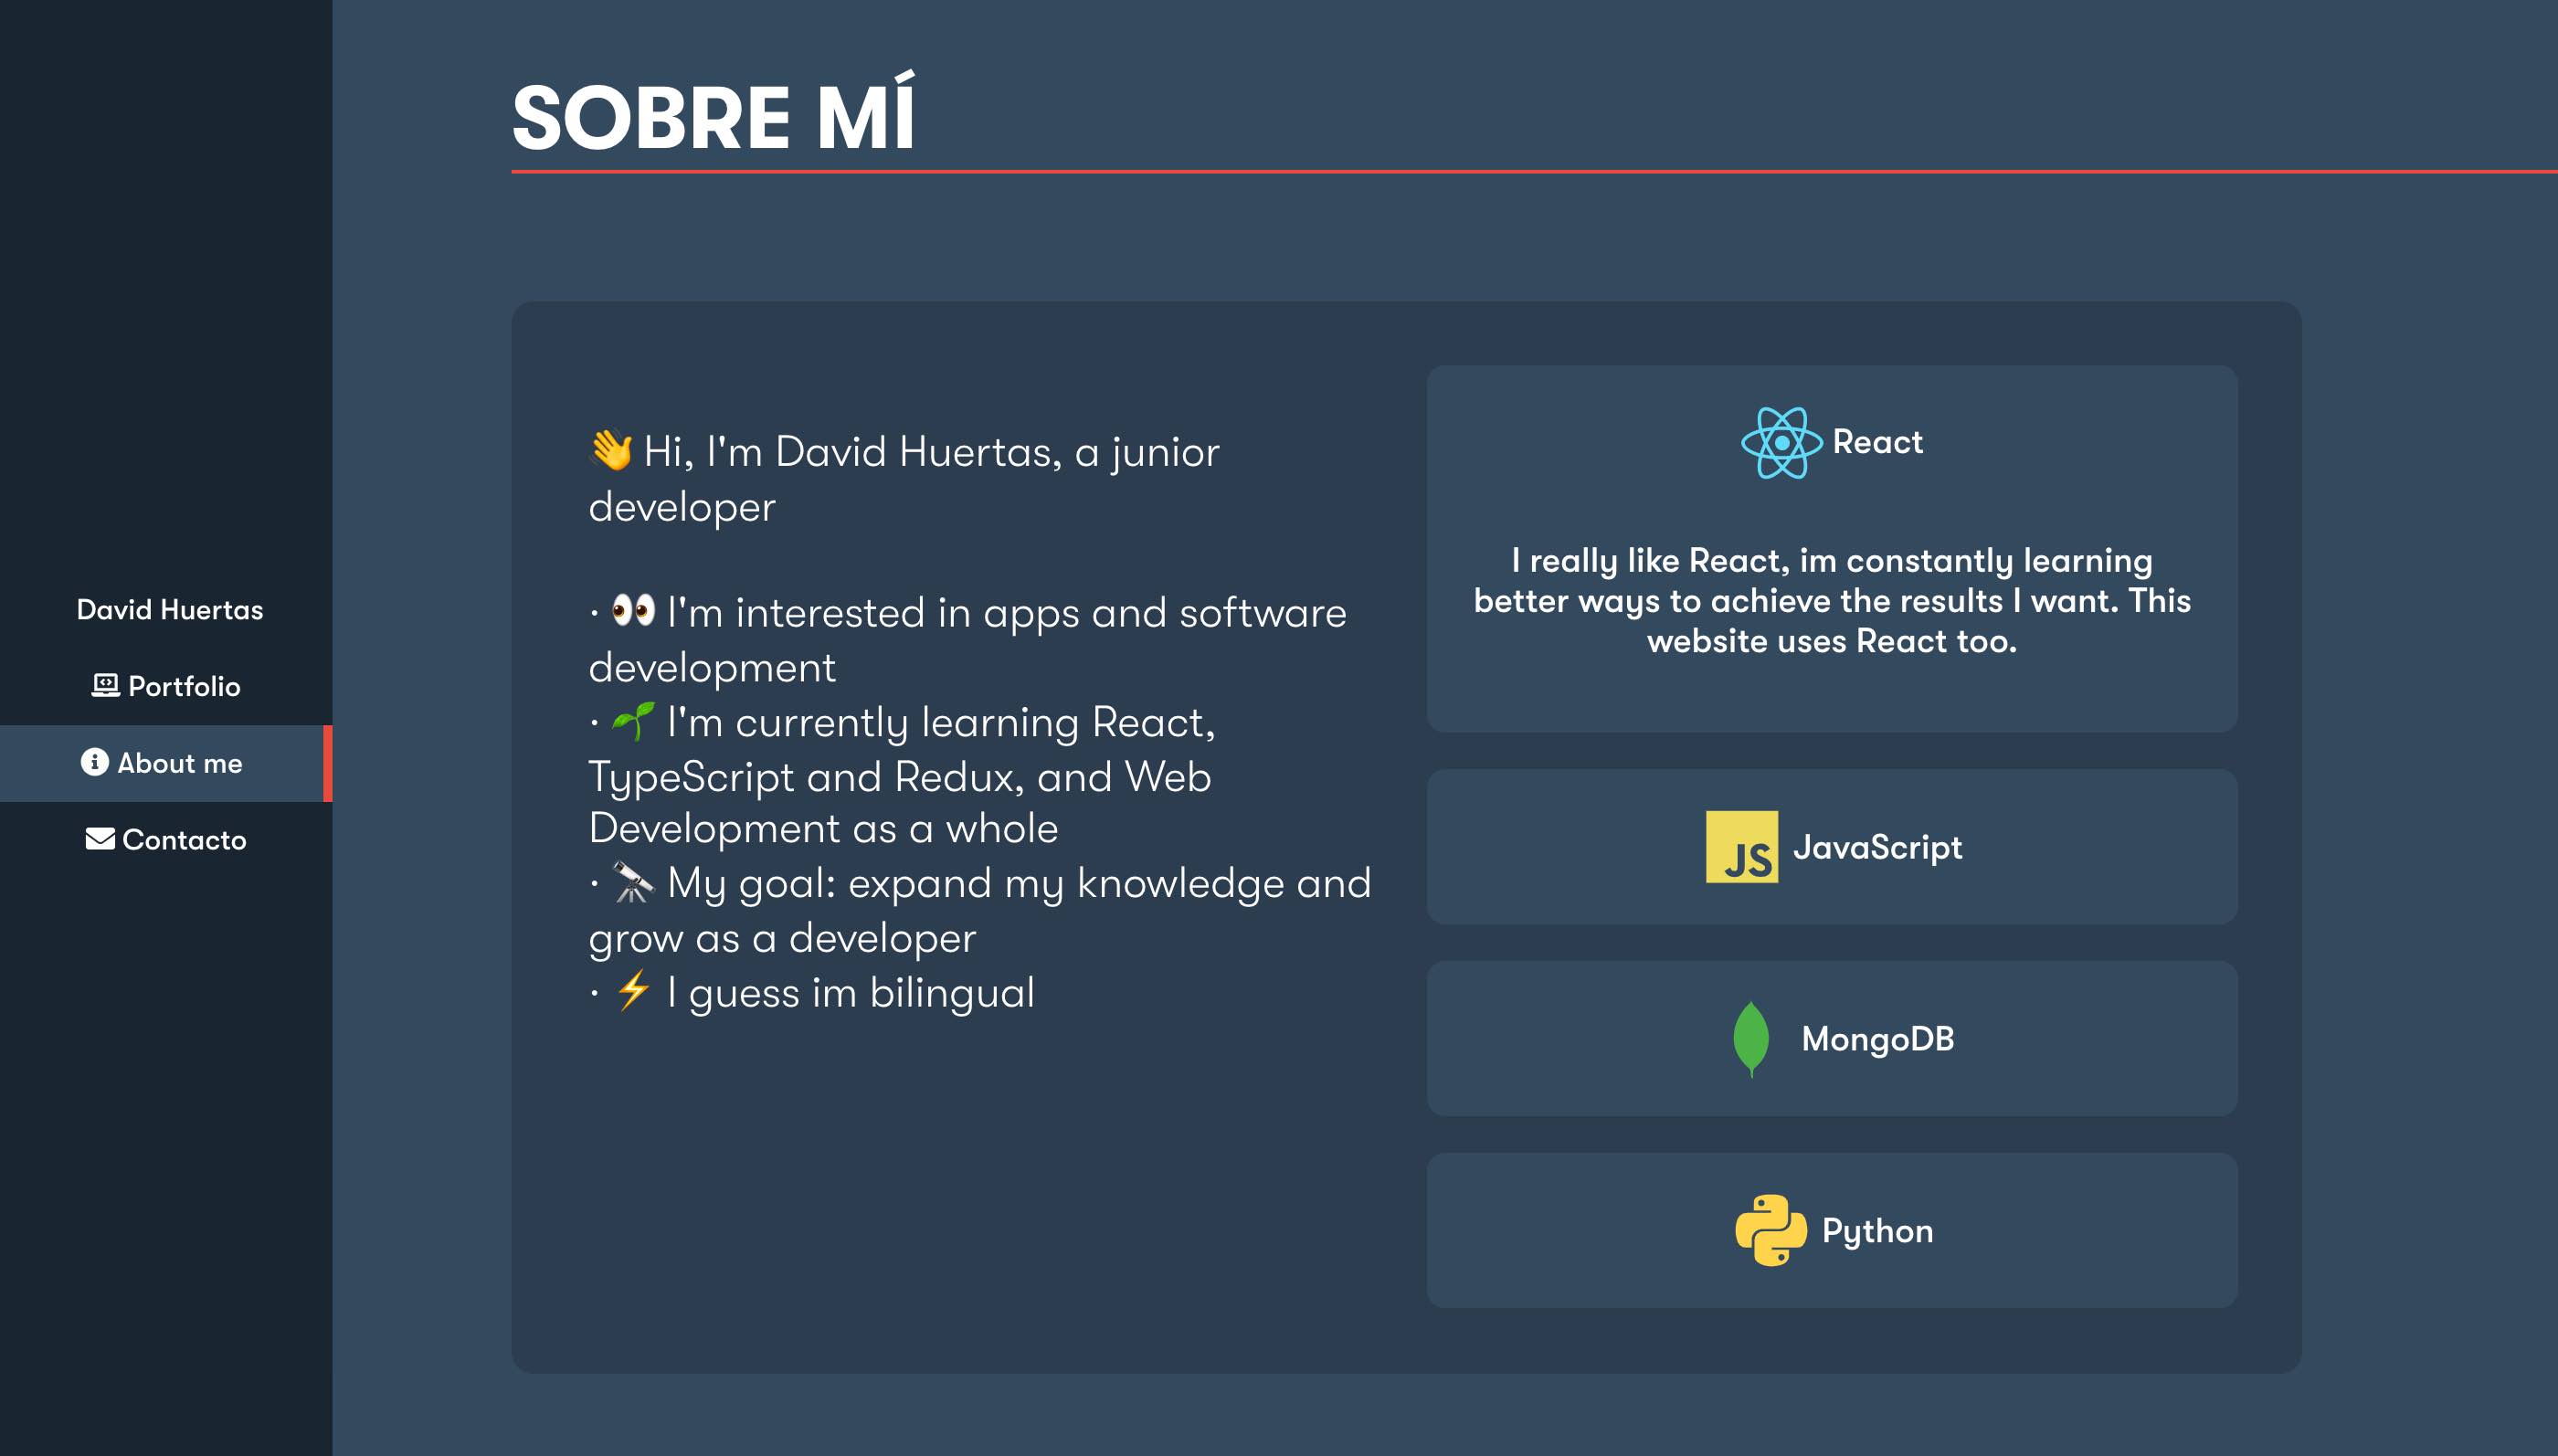 SOBRE MÍ
David Huertas
Portfolio
About me
Contacto
👋 Hi, I'm David Huertas, a junior
developer
· 👀 I'm interested in apps and software
development
· 🌱 I'm currently learning React,
TypeScript and Redux, and Web
Development as a whole
· 🔭 My goal: expand my knowledge and
grow as a developer
· ⚡ I guess im bilingual
React
I really like React, im constantly learning
better ways to achieve the results I want. This
website uses React too.
JS JavaScript
MongoDB
Python